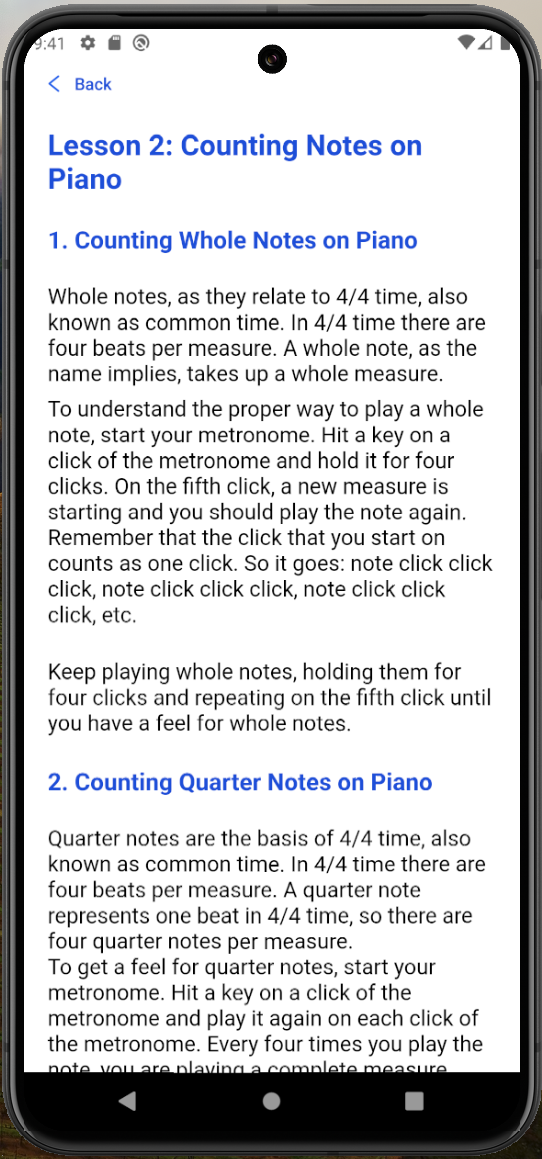 9:41
Back
Lesson 2: Counting Notes on
Piano
1. Counting Whole Notes on Piano
Whole notes, as they relate to 4/4 time, also
known as common time. In 4/4 time there are
four beats per measure. A whole note, as the
name implies, takes up a whole measure.
To understand the proper way to play a whole
note, start your metronome. Hit a key on a
click of the metronome and hold it for four
clicks. On the fifth click, a new measure is
starting and you should play the note again.
Remember that the click that you start on
counts as one click. So it goes: note click click
click, note click click click, note click click
click, etc.
Keep playing whole notes, holding them for
four clicks and repeating on the fifth click until
you have a feel for whole notes.
2. Counting Quarter Notes on Piano
Quarter notes are the basis of 4/4 time, also
known as common time. In 4/4 time there are
four beats per measure. A quarter note
represents one beat in 4/4 time, so there are
four quarter notes per measure.
To get a feel for quarter notes, start your
metronome. Hit a key on a click of the
metronome and play it again on each click of
the metronome. Every four times you play the
note, you are playing a complete measure